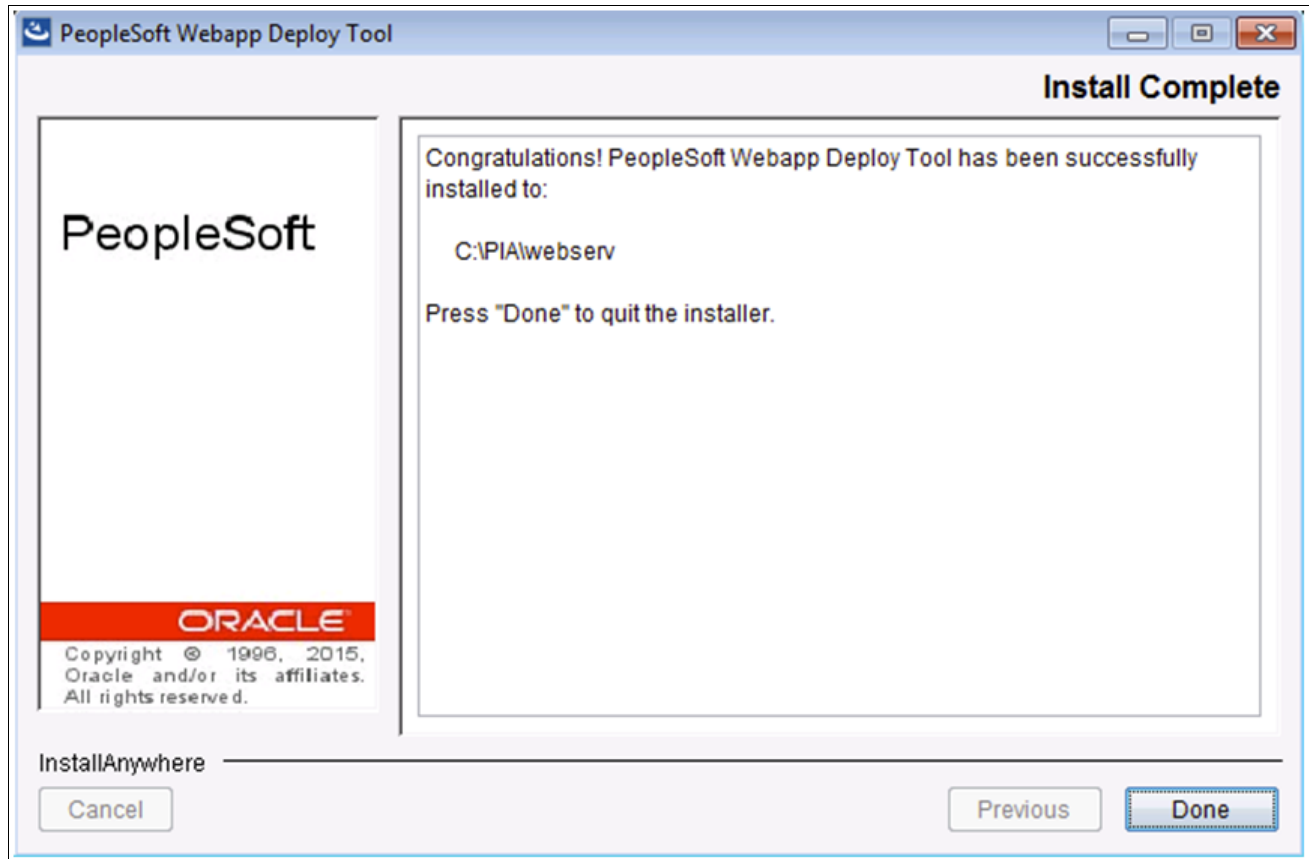 PeopleSoft Webapp Deploy Tool
Install Complete
PeopleSoft
ORACLE
Copyright © 1996, 2015,
Oracle and/or its affiliates.
All rights reserved.
Congratulations! PeopleSoft Webapp Deploy Tool has been successfully
installed to:
C:\PIA\webserv
Press "Done" to quit the installer.
InstallAnywhere
Cancel
Previous
Done